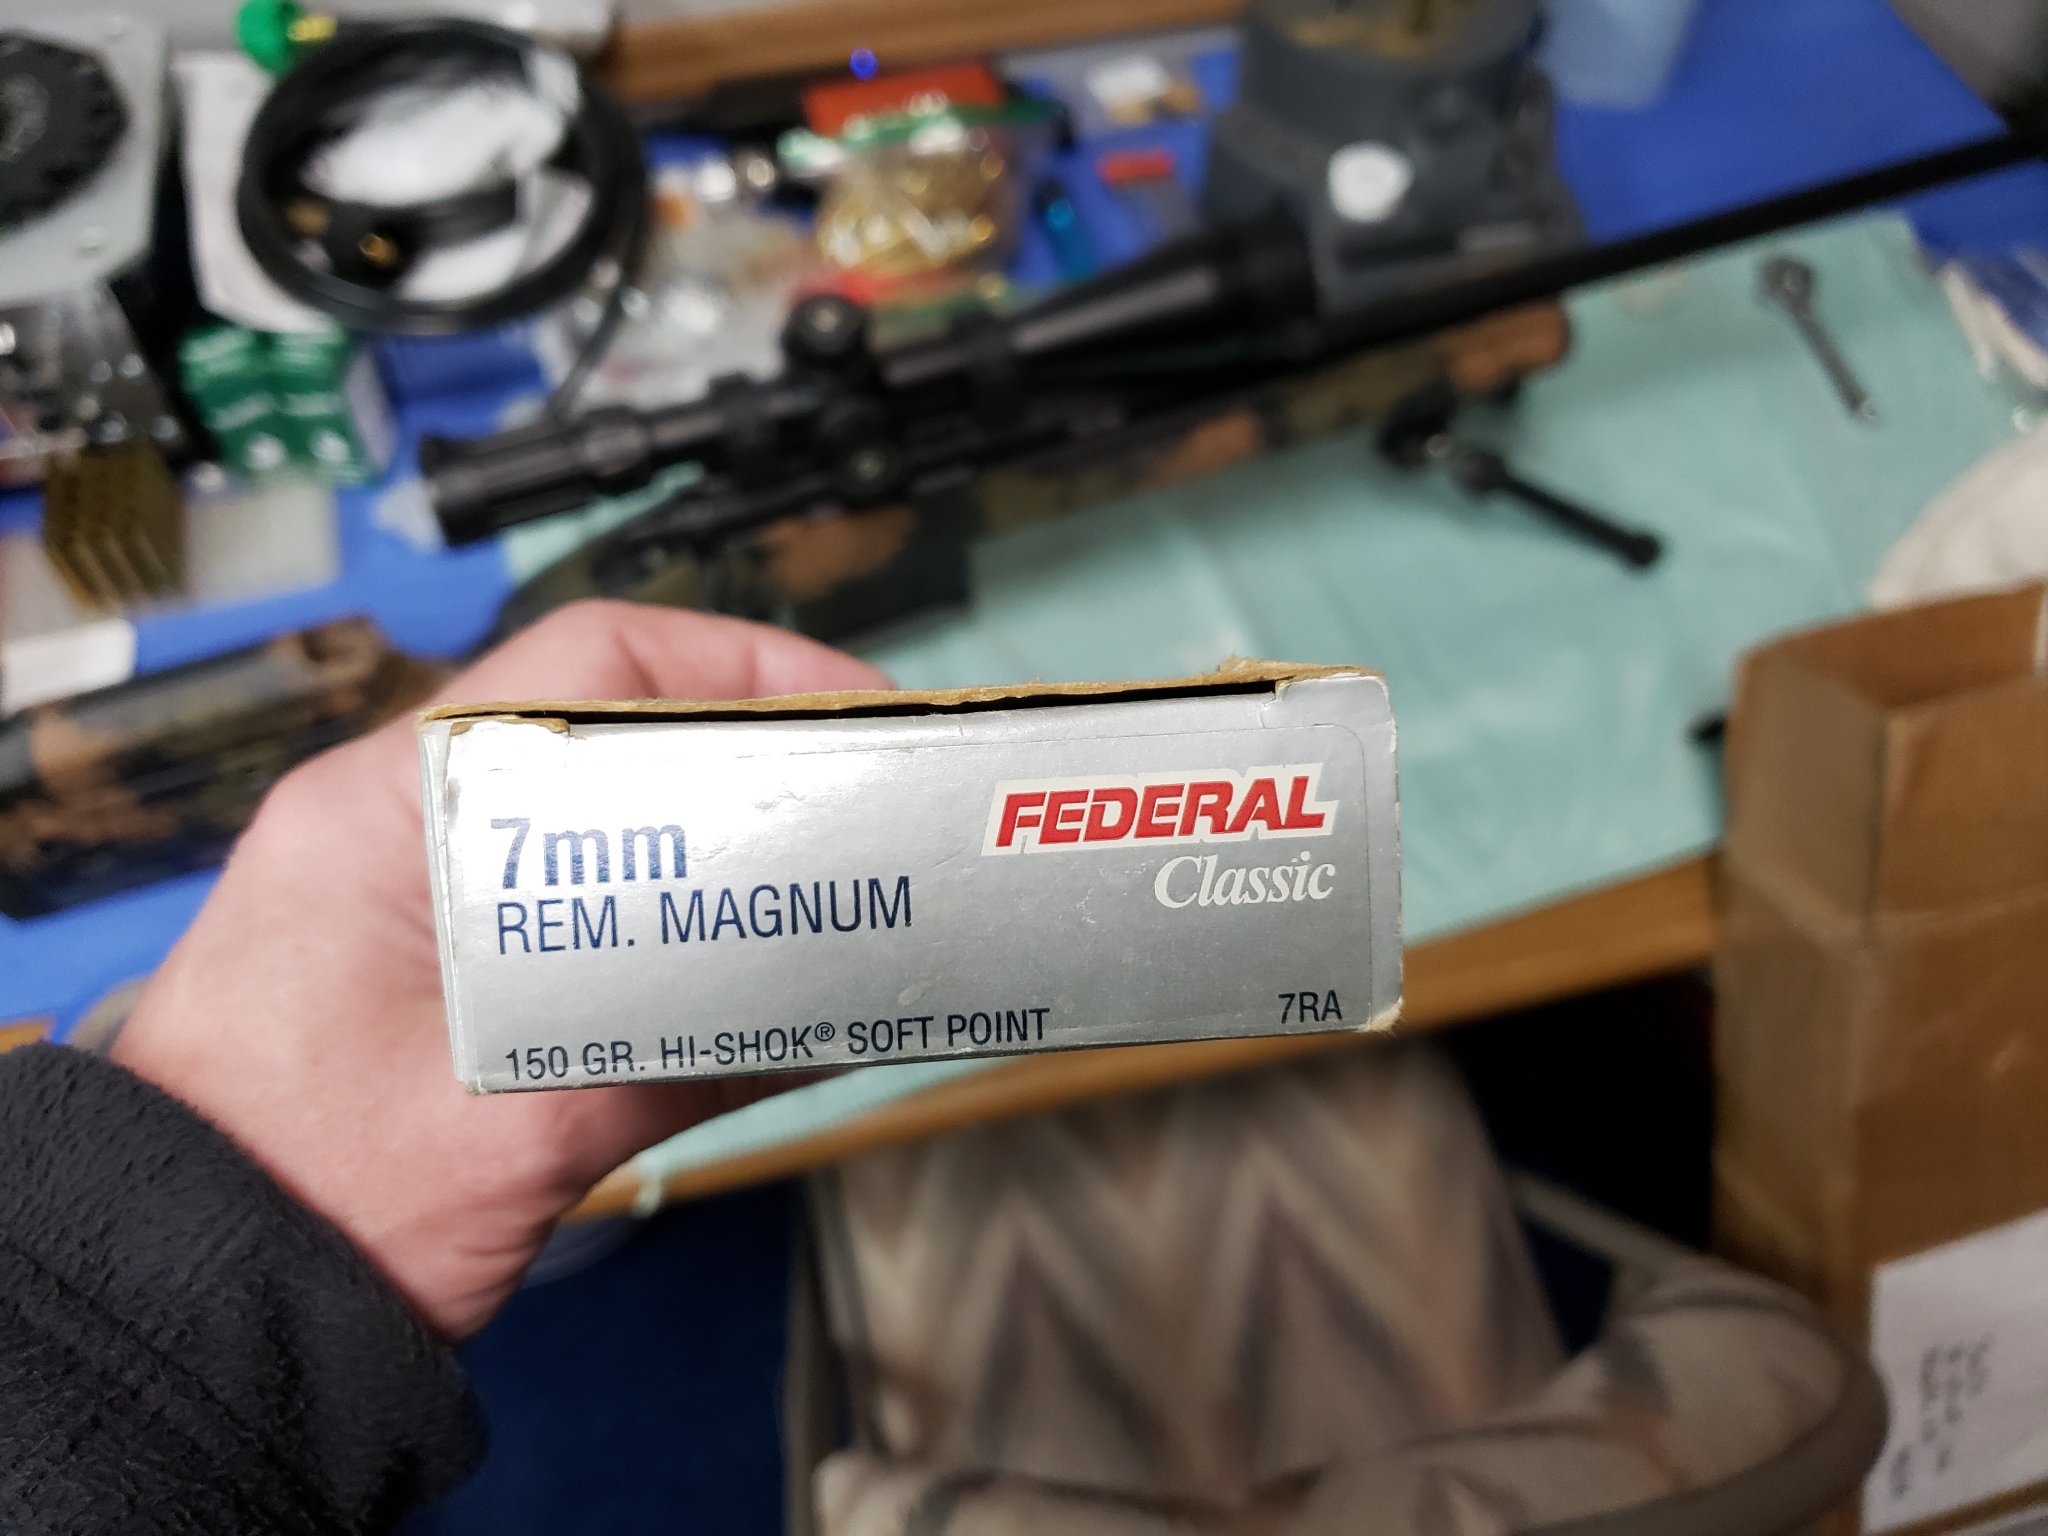 7mm
REM. MAGNUM
FEDERAL
Classic
150 GR. HI-SHOK® SOFT POINT
7RA